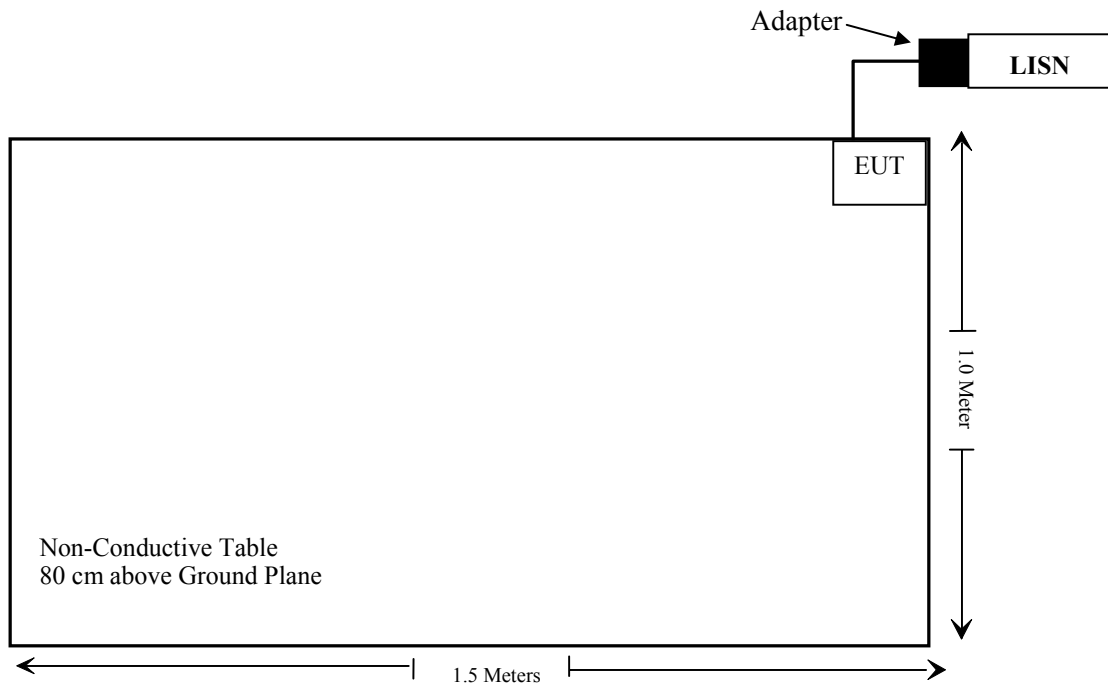 Adapter
LISN
EUT
1.0 Meter
Non-Conductive Table
80 cm above Ground Plane
1.5 Meters